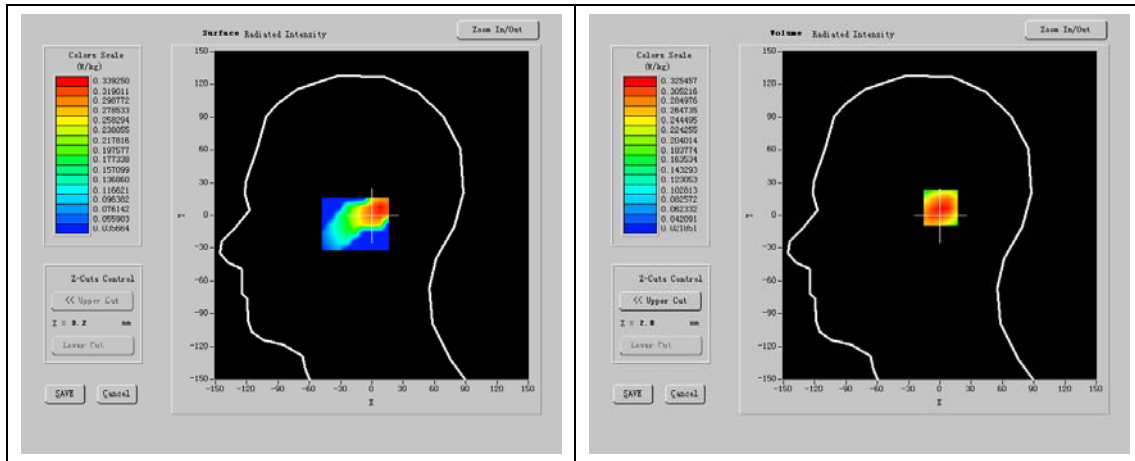 Surface Radiated Intensity
Zoom In/Out
Colors Scale
(W/kg)
0.339250
0.319011
0.298772
0.278533
0.258294
0.238055
0.217816
0.197577
0.177338
0.157099
0.136860
0.116621
0.096382
0.076142
0.055903
0.035664
Z-Cuts Control
<< Upper Cut
Lower Cut
SAVE
Cancel
150
120
90
60
30
0
-30
-60
-90
-120
-150
Y
-150 -120 -90 -60 -30 0 30 60 90 120 150
X
Volume Radiated Intensity
Zoom In/Out
Colors Scale
(W/kg)
0.325457
0.305216
0.284976
0.264735
0.244495
0.224255
0.204014
0.183774
0.163534
0.143293
0.123053
0.102813
0.082572
0.062332
0.042091
0.021851
Z-Cuts Control
<< Upper Cut
Lower Cut
SAVE
Cancel
150
120
90
60
30
0
-30
-60
-90
-120
-150
Y
-150 -120 -90 -60 -30 0 30 60 90 120 150
X